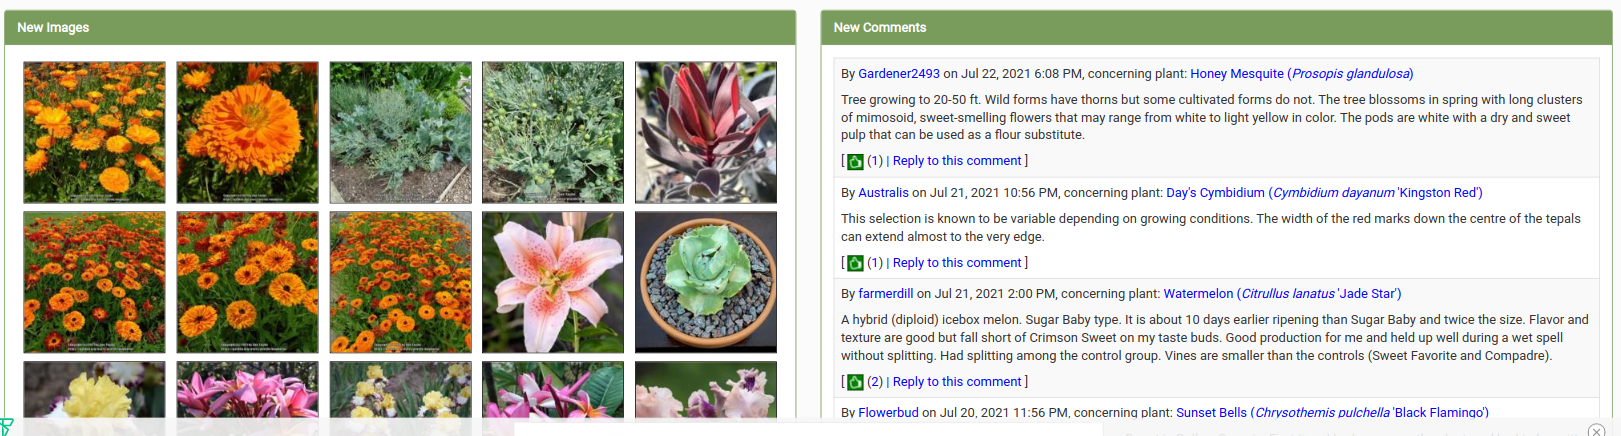 New Images
New Comments
By Gardener2493 on Jul 22, 2021 6:08 PM, concerning plant: Honey Mesquite (Prosopis glandulosa)
Tree growing to 20-50 ft. Wild forms have thorns but some cultivated forms do not. The tree blossoms in spring with long clusters
of mimosoid, sweet-smelling flowers that may range from white to light yellow in color. The pods are white with a dry and sweet
pulp that can be used as a flour substitute.
[ (1) | Reply to this comment ]
By Australis on Jul 21, 2021 10:56 PM, concerning plant: Day's Cymbidium (Cymbidium dayanum 'Kingston Red')
This selection is known to be variable depending on growing conditions. The width of the red marks down the centre of the tepals
can extend almost to the very edge.
[ (1) | Reply to this comment ]
By farmerdill on Jul 21, 2021 2:00 PM, concerning plant: Watermelon (Citrullus lanatus 'Jade Star')
A hybrid (diploid) icebox melon. Sugar Baby type. It is about 10 days earlier ripening than Sugar Baby and twice the size. Flavor and
texture are good but fall short of Crimson Sweet on my taste buds. Good production for me and held up well during a wet spell
without splitting. Had splitting among the control group. Vines are smaller than the controls (Sweet Favorite and Compadre).
[ (2) | Reply to this comment ]
By Flowerbud on Jul 20, 2021 11:56 PM, concerning plant: Sunset Bells (Chrysothemis pulchella 'Black Flamingo')